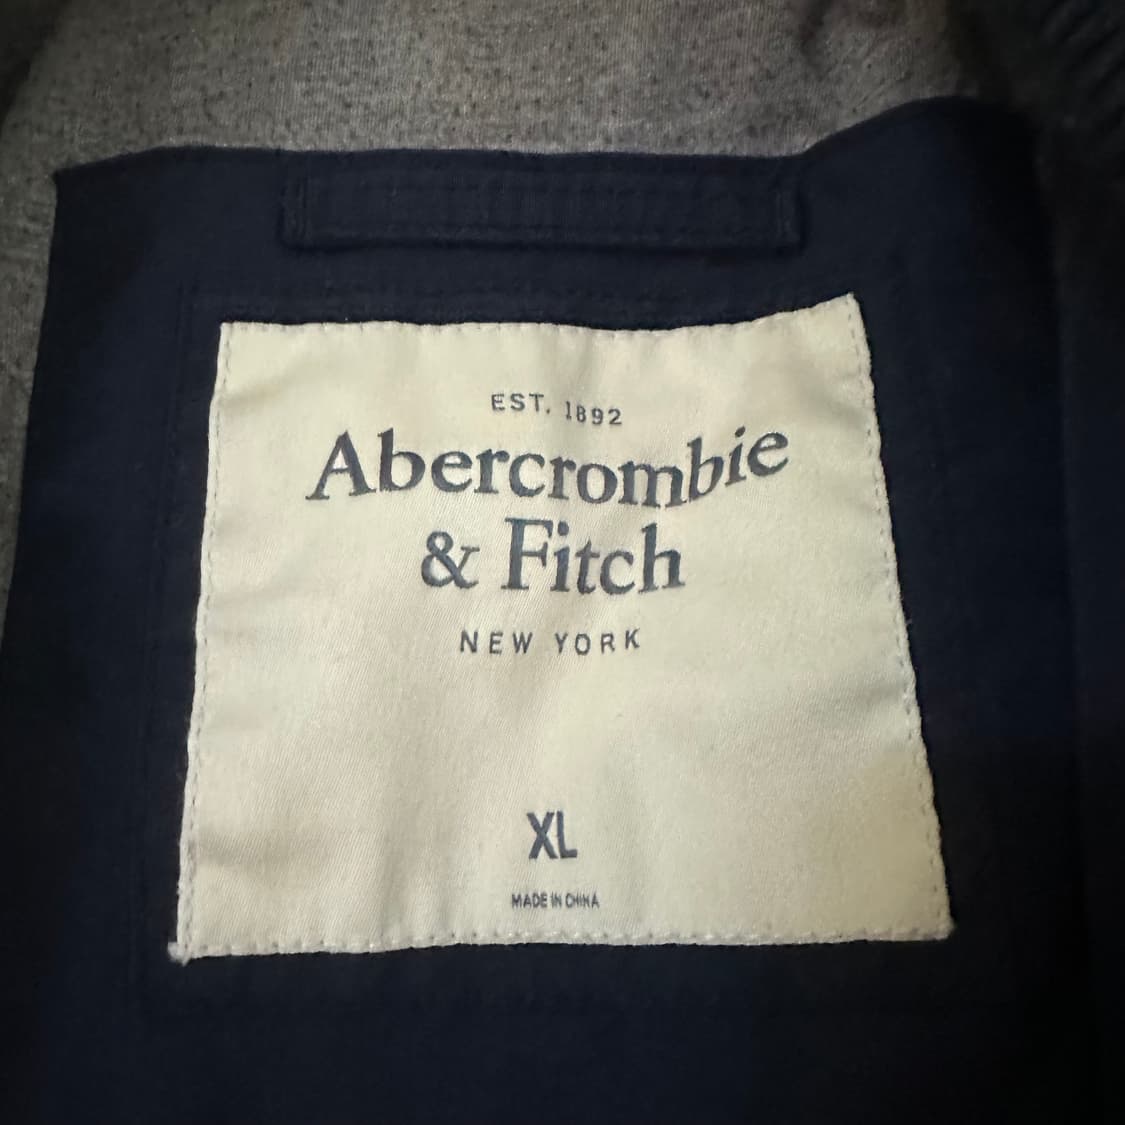 EST. 1892
Abercrombie
& Fitch
NEW YORK
XL
MADE IN CHINA